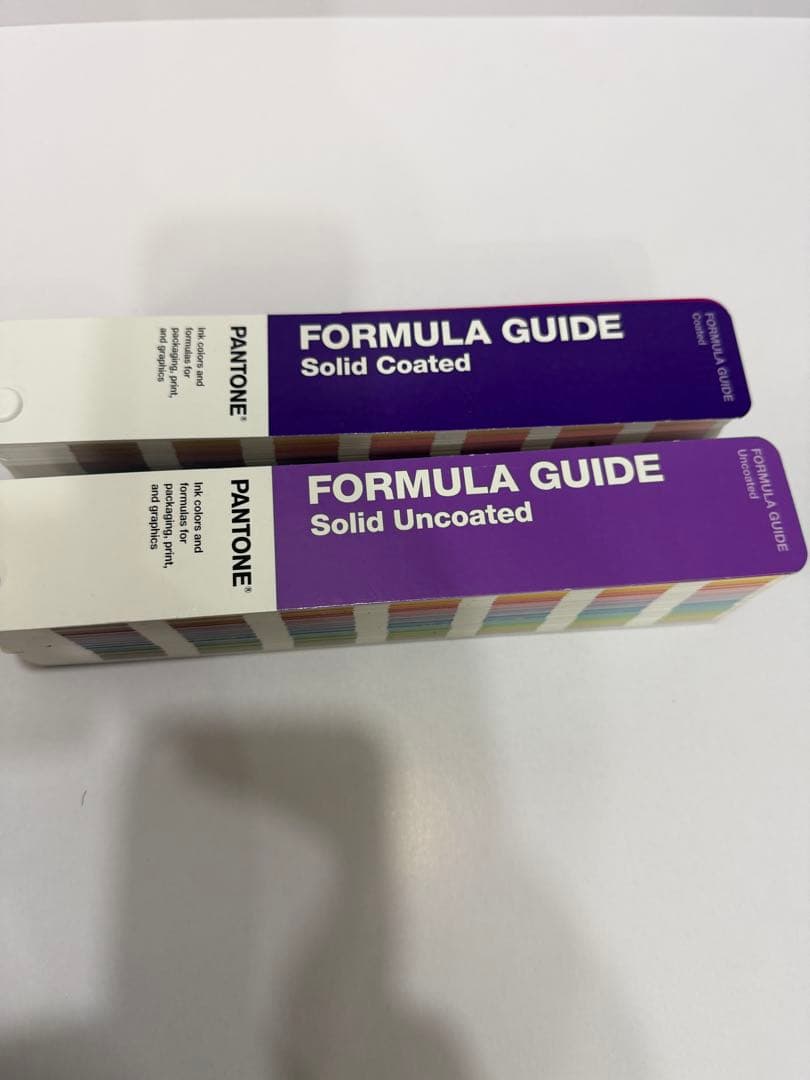 FORMULA GUIDE
Solid Coated
PANTONE®
Ink colors and
formulas for
packaging, print,
and graphics
FORMULA GUIDE
Coated
FORMULA GUIDE
Solid Uncoated
PANTONE®
Ink colors and
formulas for
packaging, print,
and graphics
FORMULA GUIDE
Uncoated